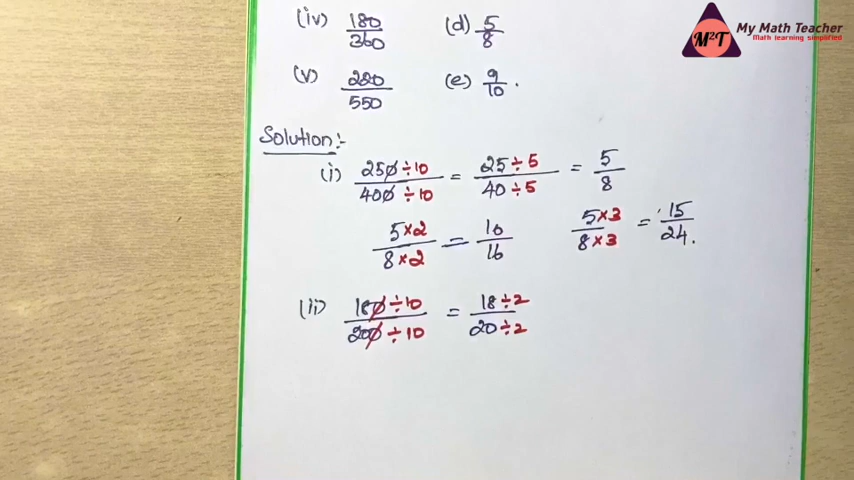 (iv) 180/360 (d) 5/8
My Math Teacher
Math learning simplified
M²T
(v) 220/550 (e) 9/10 .
Solution:-
(i) 250 ÷10/400 ÷10 = 25 ÷5/40 ÷5 = 5/8
5×2/8×2 = 10/16 5×3/8×3 = 15/24.
(ii) 180 ÷10/200 ÷10 = 18÷2/20÷2